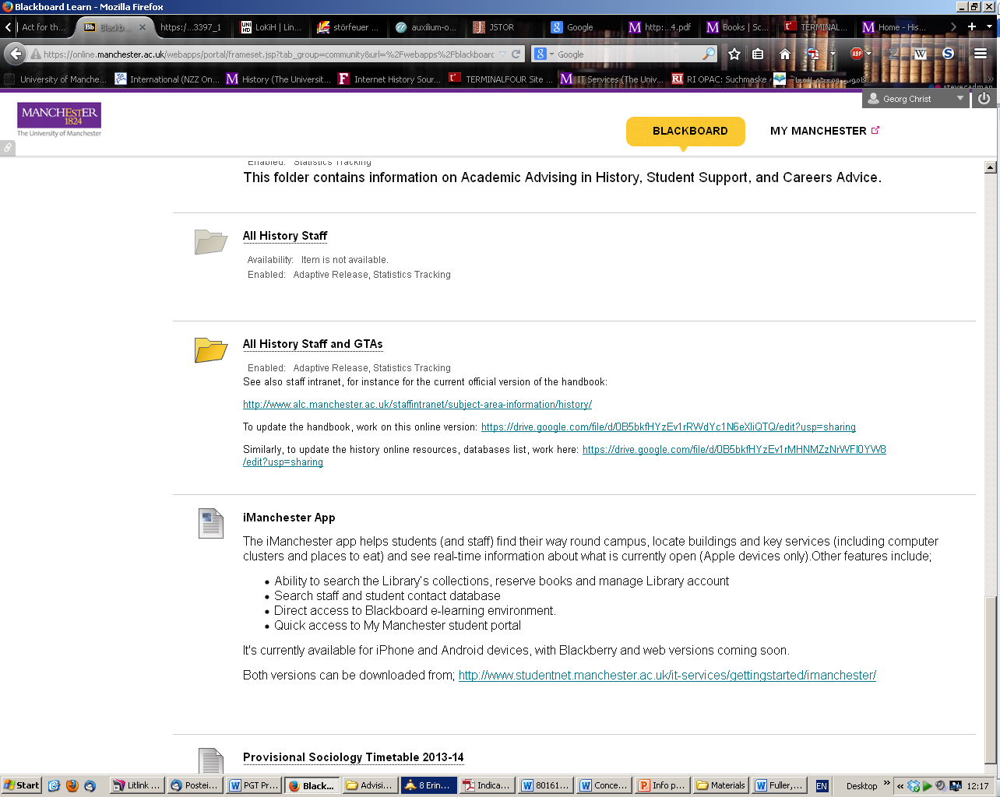 Blackboard Learn - Mozilla Firefox
Act for th...
Bb Blackb
https:/...3397_1
UNI HD LoKiH | Lin...
störfeuer ...
auxilium-o...
JSTOR
Google
http:...4.pdf
Books | Sc...
TERMINAL...
Home - His...
https://online.manchester.ac.uk/webapps/portal/frameset.jsp?tab_group=community&url=%2Fwebapps%2Fblackboarc
Google
ABP
W
S
University of Manche...
International (NZZ On...
History (The Universit...
Internet History Sour...
TERMINALFOUR Site ...
IT Services (The Univ...
RI OPAC: Suchmaske
stevecadman
Georg Christ
MANCHESTER
1824
The University of Manchester
BLACKBOARD
MY MANCHESTER
Enabled: Statistics Tracking
This folder contains information on Academic Advising in History, Student Support, and Careers Advice.
All History Staff
Availability: Item is not available.
Enabled: Adaptive Release, Statistics Tracking
All History Staff and GTAs
Enabled: Adaptive Release, Statistics Tracking
See also staff intranet, for instance for the current official version of the handbook:
http://www.alc.manchester.ac.uk/staffintranet/subject-area-information/history/
To update the handbook, work on this online version: https://drive.google.com/file/d/0B5bkfHYzEv1rRWdYc1N6eXliQTQ/edit?usp=sharing
Similarly, to update the history online resources, databases list, work here: https://drive.google.com/file/d/0B5bkfHYzEv1rMHNMZzNrWFl0YW8
/edit?usp=sharing
iManchester App
The iManchester app helps students (and staff) find their way round campus, locate buildings and key services (including computer
clusters and places to eat) and see real-time information about what is currently open (Apple devices only).Other features include;
• Ability to search the Library's collections, reserve books and manage Library account
• Search staff and student contact database
• Direct access to Blackboard e-learning environment.
• Quick access to My Manchester student portal
It's currently available for iPhone and Android devices, with Blackberry and web versions coming soon.
Both versions can be downloaded from; http://www.studentnet.manchester.ac.uk/it-services/gettingstarted/imanchester/
Provisional Sociology Timetable 2013-14
Start
Litlink ...
Postei...
PGT Pr...
Black...
Advisi...
8 Erin...
Indica...
80161...
Conce...
Info p...
Materials
Fuller,...
EN
Desktop
12:17